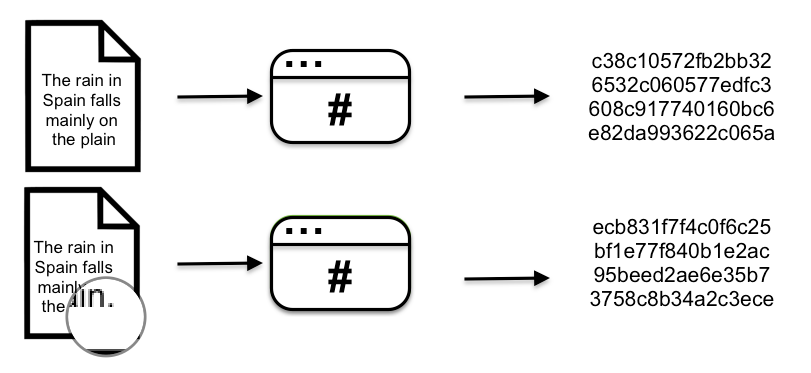 The rain in
Spain falls
mainly on
the plain
#
c38c10572fb2bb32
6532c060577edfc3
608c917740160bc6
e82da993622c065a
The rain in
Spain falls
mainly
the
ain.
#
ecb831f7f4c0f6c25
bf1e77f840b1e2ac
95beed2ae6e35b7
3758c8b34a2c3ece